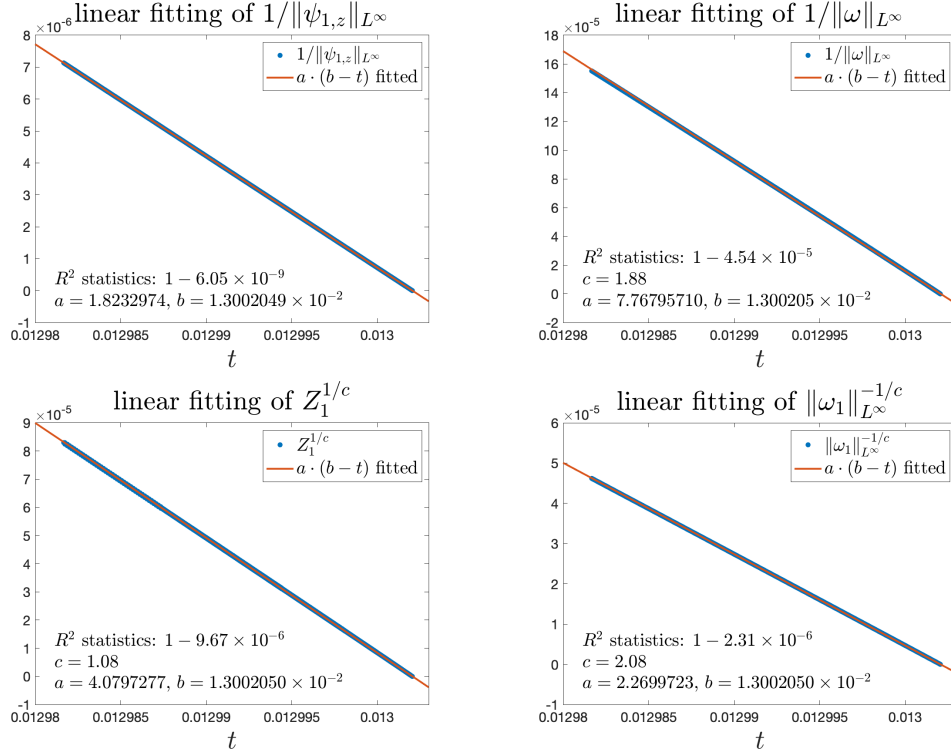 linear fitting of 1/‖ψ₁,z‖L∞
×10⁻⁶
8
7
6
5
4
3
2
1
0
-1
1/‖ψ₁,z‖L∞
a · (b − t) fitted
R² statistics: 1 − 6.05 × 10⁻⁹
a = 1.8232974, b = 1.3002049 × 10⁻²
0.01298 0.012985 0.01299 0.012995 0.013
t
linear fitting of 1/‖ω‖L∞
×10⁻⁵
18
16
14
12
10
8
6
4
2
0
-2
1/‖ω‖L∞
a · (b − t) fitted
R² statistics: 1 − 4.54 × 10⁻⁵
c = 1.88
a = 7.76795710, b = 1.300205 × 10⁻²
0.01298 0.012985 0.01299 0.012995 0.013
t
linear fitting of Z₁^1/c
×10⁻⁵
9
8
7
6
5
4
3
2
1
0
-1
Z₁^1/c
a · (b − t) fitted
R² statistics: 1 − 9.67 × 10⁻⁶
c = 1.08
a = 4.0797277, b = 1.3002050 × 10⁻²
0.01298 0.012985 0.01299 0.012995 0.013
t
linear fitting of ‖ω₁‖L∞^−1/c
×10⁻⁵
6
5
4
3
2
1
0
-1
‖ω₁‖L∞^−1/c
a · (b − t) fitted
R² statistics: 1 − 2.31 × 10⁻⁶
c = 2.08
a = 2.2699723, b = 1.3002050 × 10⁻²
0.01298 0.012985 0.01299 0.012995 0.013
t